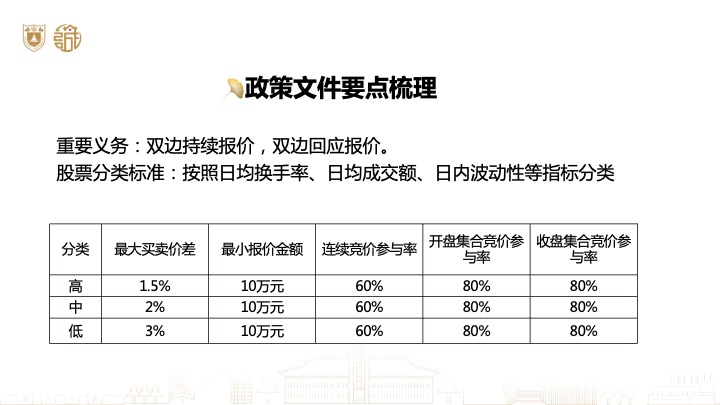 政策文件要点梳理
重要义务：双边持续报价，双边回应报价。
股票分类标准：按照日均换手率、日均成交额、日内波动性等指标分类
分类 最大买卖价差 最小报价金额 连续竞价参与率 开盘集合竞价参与率 收盘集合竞价参与率
高 1.5% 10万元 60% 80% 80%
中 2% 10万元 60% 80% 80%
低 3% 10万元 60% 80% 80%